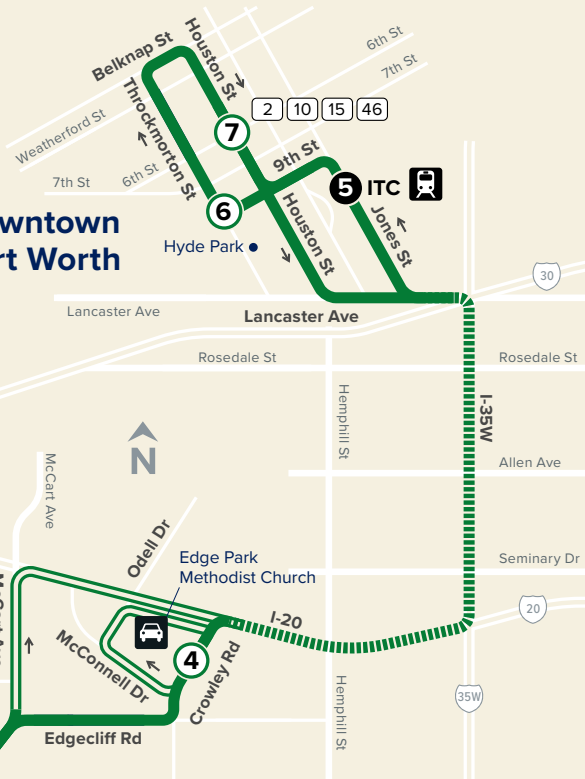 Houston St
6th St
Belknap St
7th St
2
10
15
46
Throckmorton St
Weatherford St
7
9th St
6th St
7th St
5 ITC
6
wntown
rt Worth
Jones St
Houston St
Hyde Park
30
Lancaster Ave
Lancaster Ave
Rosedale St
Rosedale St
Hemphill St
I-35W
N
McCart Ave
Allen Ave
Odell Dr
Edge Park
Methodist Church
Seminary Dr
20
I-20
McConnell Dr
4
Crowley Rd
35W
Hemphill St
Edgecliff Rd